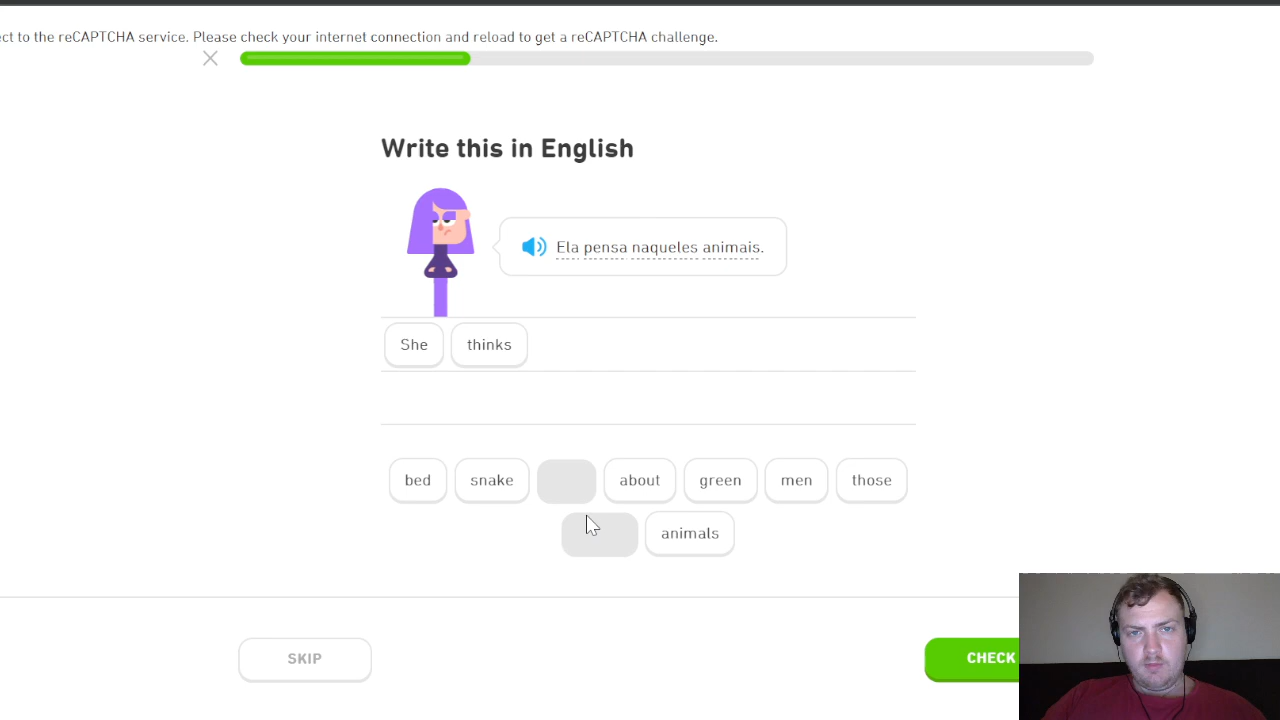 ct to the reCAPTCHA service. Please check your internet connection and reload to get a reCAPTCHA challenge.
Write this in English
Ela pensa naqueles animais.
She thinks
bed snake about green men those
animals
SKIP CHECK